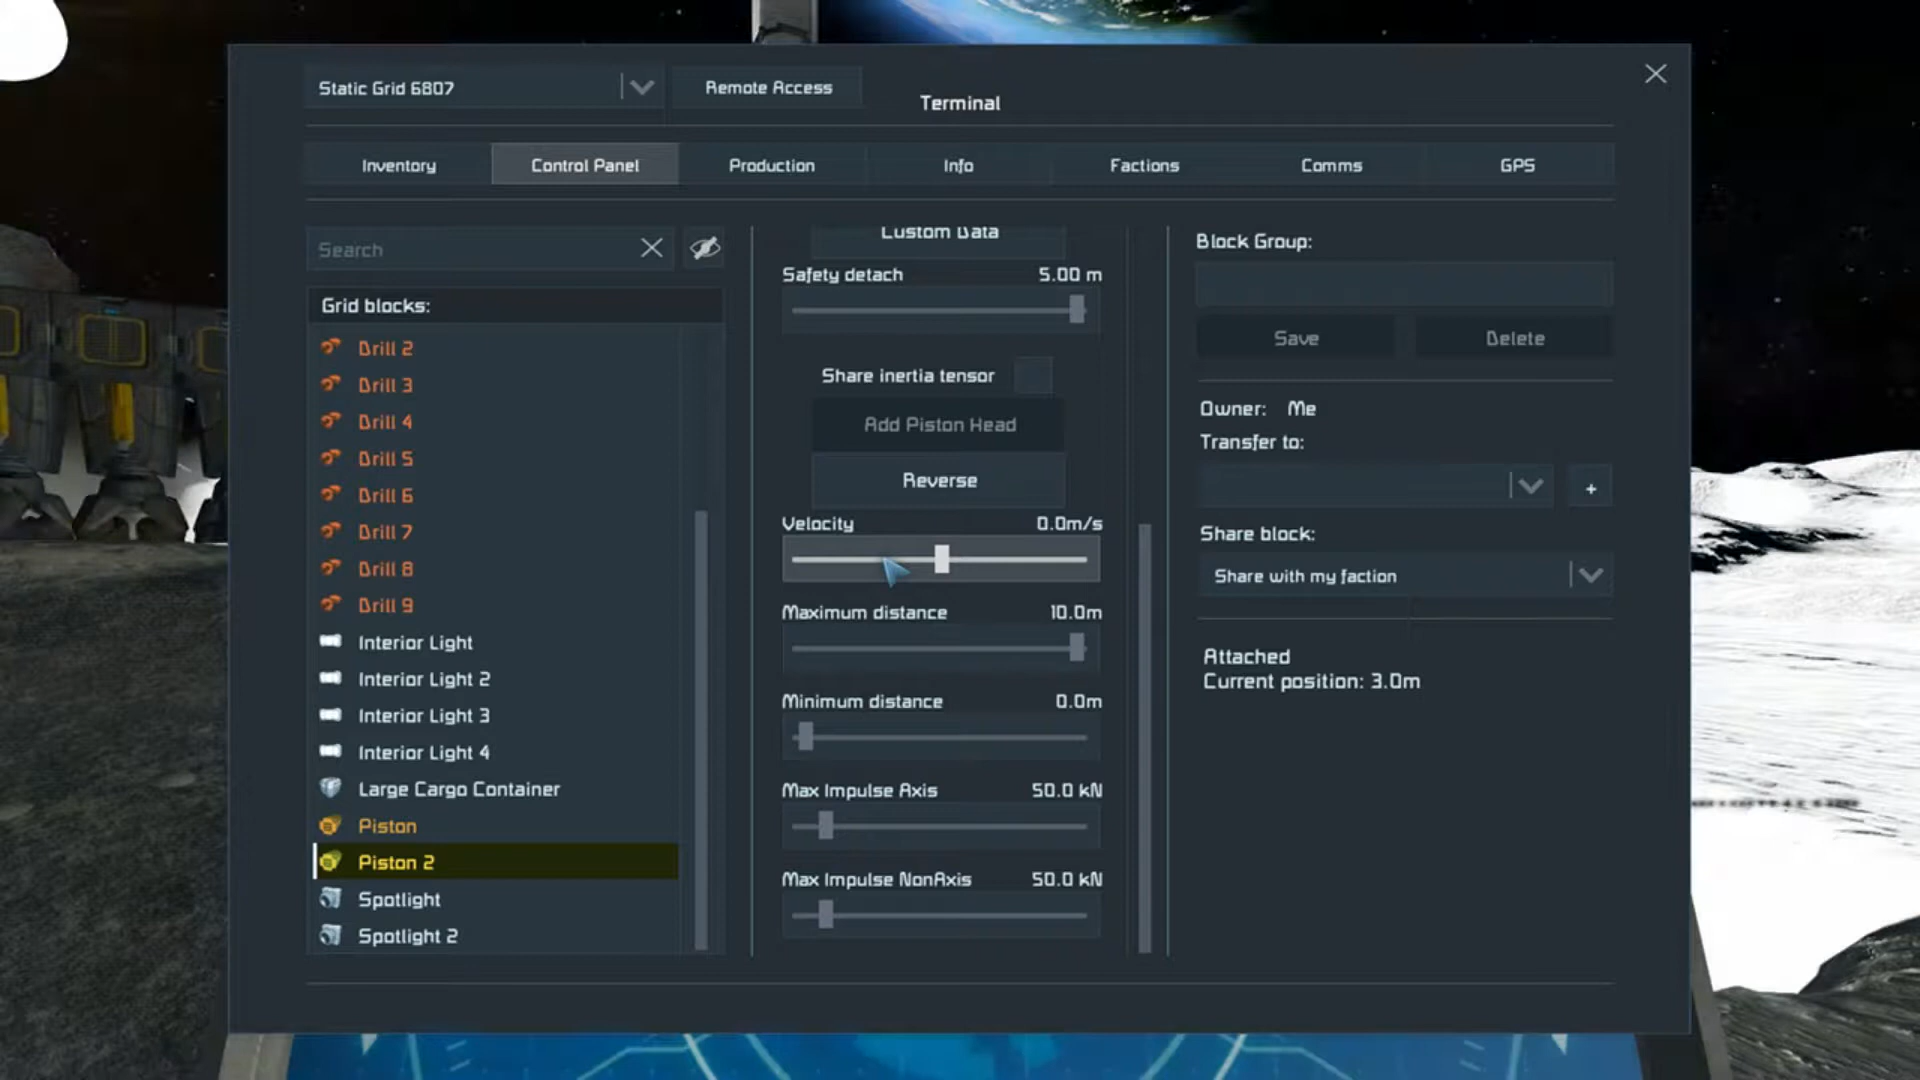 Static Grid 6807
Remote Access
Terminal
Inventory
Control Panel
Production
Info
Factions
Comms
GPS
Search
Grid blocks:
Drill 2
Drill 3
Drill 4
Drill 5
Drill 6
Drill 7
Drill 8
Drill 9
Interior Light
Interior Light 2
Interior Light 3
Interior Light 4
Large Cargo Container
Piston
Piston 2
Spotlight
Spotlight 2
Custom Data
Safety detach 5.00 m
Share inertia tensor
Add Piston Head
Reverse
Velocity 0.0m/s
Maximum distance 10.0m
Minimum distance 0.0m
Max Impulse Axis 50.0 kN
Max Impulse NonAxis 50.0 kN
Block Group:
Save
Delete
Owner: Me
Transfer to:
+
Share block:
Share with my faction
Attached
Current position: 3.0m